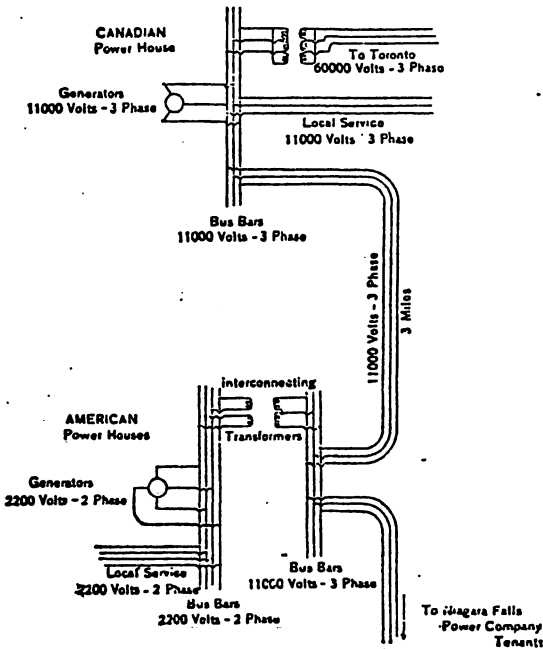 CANADIAN
Power House
To Toronto
60000 Volts - 3 Phase
Generators
11000 Volts - 3 Phase
Local Service
11000 Volts 3 Phase
Bus Bars
11000 Volts - 3 Phase
11000 Volts - 3 Phase
3 Miles
interconnecting
Transformers
AMERICAN
Power Houses
Generators
2200 Volts - 2 Phase
Local Service
2200 Volts - 2 Phase
Bus Bars
2200 Volts - 2 Phase
Bus Bars
11000 Volts - 3 Phase
To Niagara Falls
Power Company
Tenants